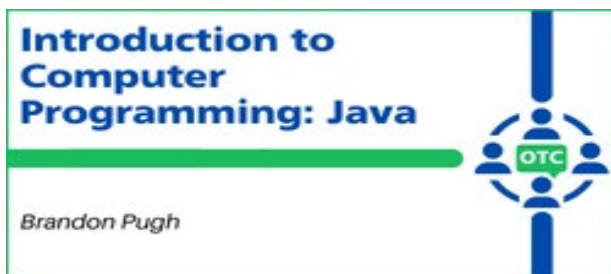 Introduction to
Computer
Programming: Java
OTC
Brandon Pugh